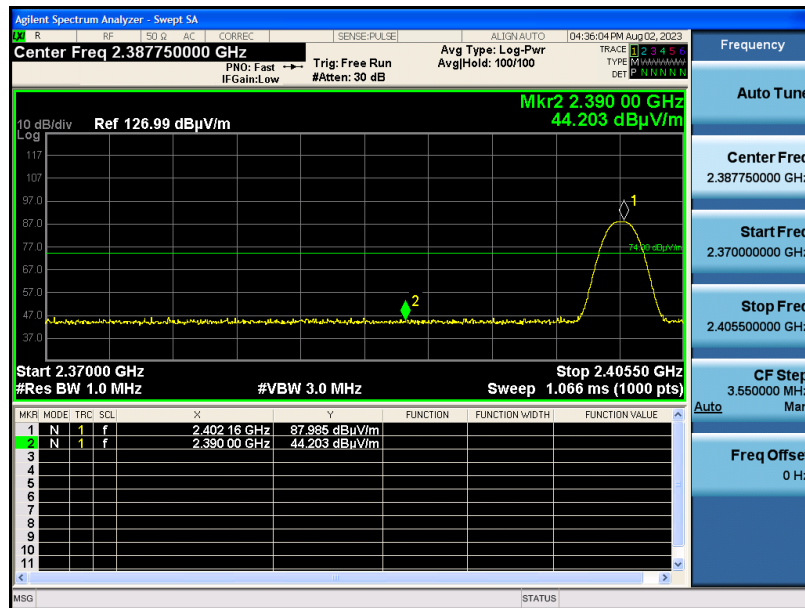 Agilent Spectrum Analyzer - Swept SA
LXI R RF 50 Ω AC CORREC SENSE:PULSE ALIGN AUTO 04:36:04 PM Aug 02, 2023
Center Freq 2.387750000 GHz
PNO: Fast
IFGain:Low
Trig: Free Run
#Atten: 30 dB
Avg Type: Log-Pwr
Avg|Hold: 100/100
TRACE 1 2 3 4 5 6
TYPE M WWWWW
DET P N N N N N
Mkr2 2.390 00 GHz
44.203 dBµV/m
10 dB/div Ref 126.99 dBµV/m
Log
117
107
97.0
87.0
77.0
67.0
57.0
47.0
37.0
1
74.00 dBµV/m
2
Start 2.37000 GHz Stop 2.40550 GHz
#Res BW 1.0 MHz #VBW 3.0 MHz Sweep 1.066 ms (1000 pts)
MKR MODE TRC SCL X Y FUNCTION FUNCTION WIDTH FUNCTION VALUE
1 N 1 f 2.402 16 GHz 87.985 dBµV/m
2 N 1 f 2.390 00 GHz 44.203 dBµV/m
3
4
5
6
7
8
9
10
11
MSG STATUS
Frequency
Auto Tune
Center Freq
2.387750000 GHz
Start Freq
2.370000000 GHz
Stop Freq
2.405500000 GHz
CF Step
3.550000 MHz
Auto Man
Freq Offset
0 Hz